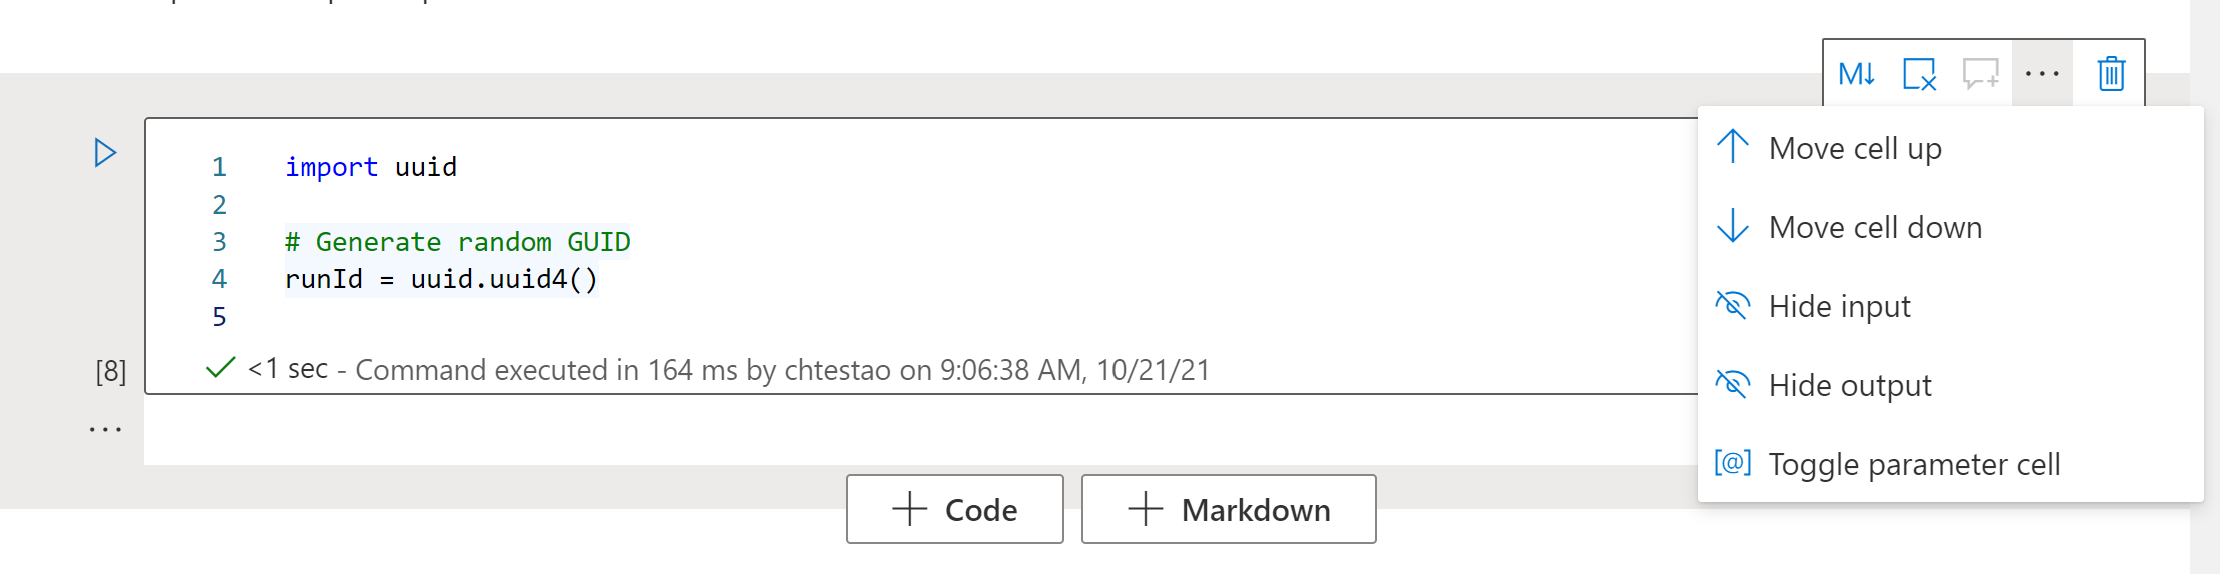 M↓
Move cell up
Move cell down
Hide input
Hide output
[@] Toggle parameter cell
1 import uuid
2
3 # Generate random GUID
4 runId = uuid.uuid4()
5
[8] <1 sec - Command executed in 164 ms by chtestao on 9:06:38 AM, 10/21/21
+ Code
+ Markdown